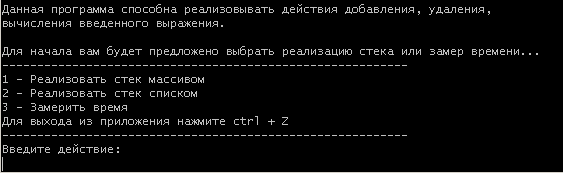 Данная программа способна реализовывать действия добавления, удаления,
вычисления введенного выражения.
Для начала вам будет предложено выбрать реализацию стека или замер времени...
----------------------------------------------------------
1 - Реализовать стек массивом
2 - Реализовать стек списком
3 - Замерить время
Для выхода из приложения нажмите ctrl + Z
----------------------------------------------------------
Введите действие: